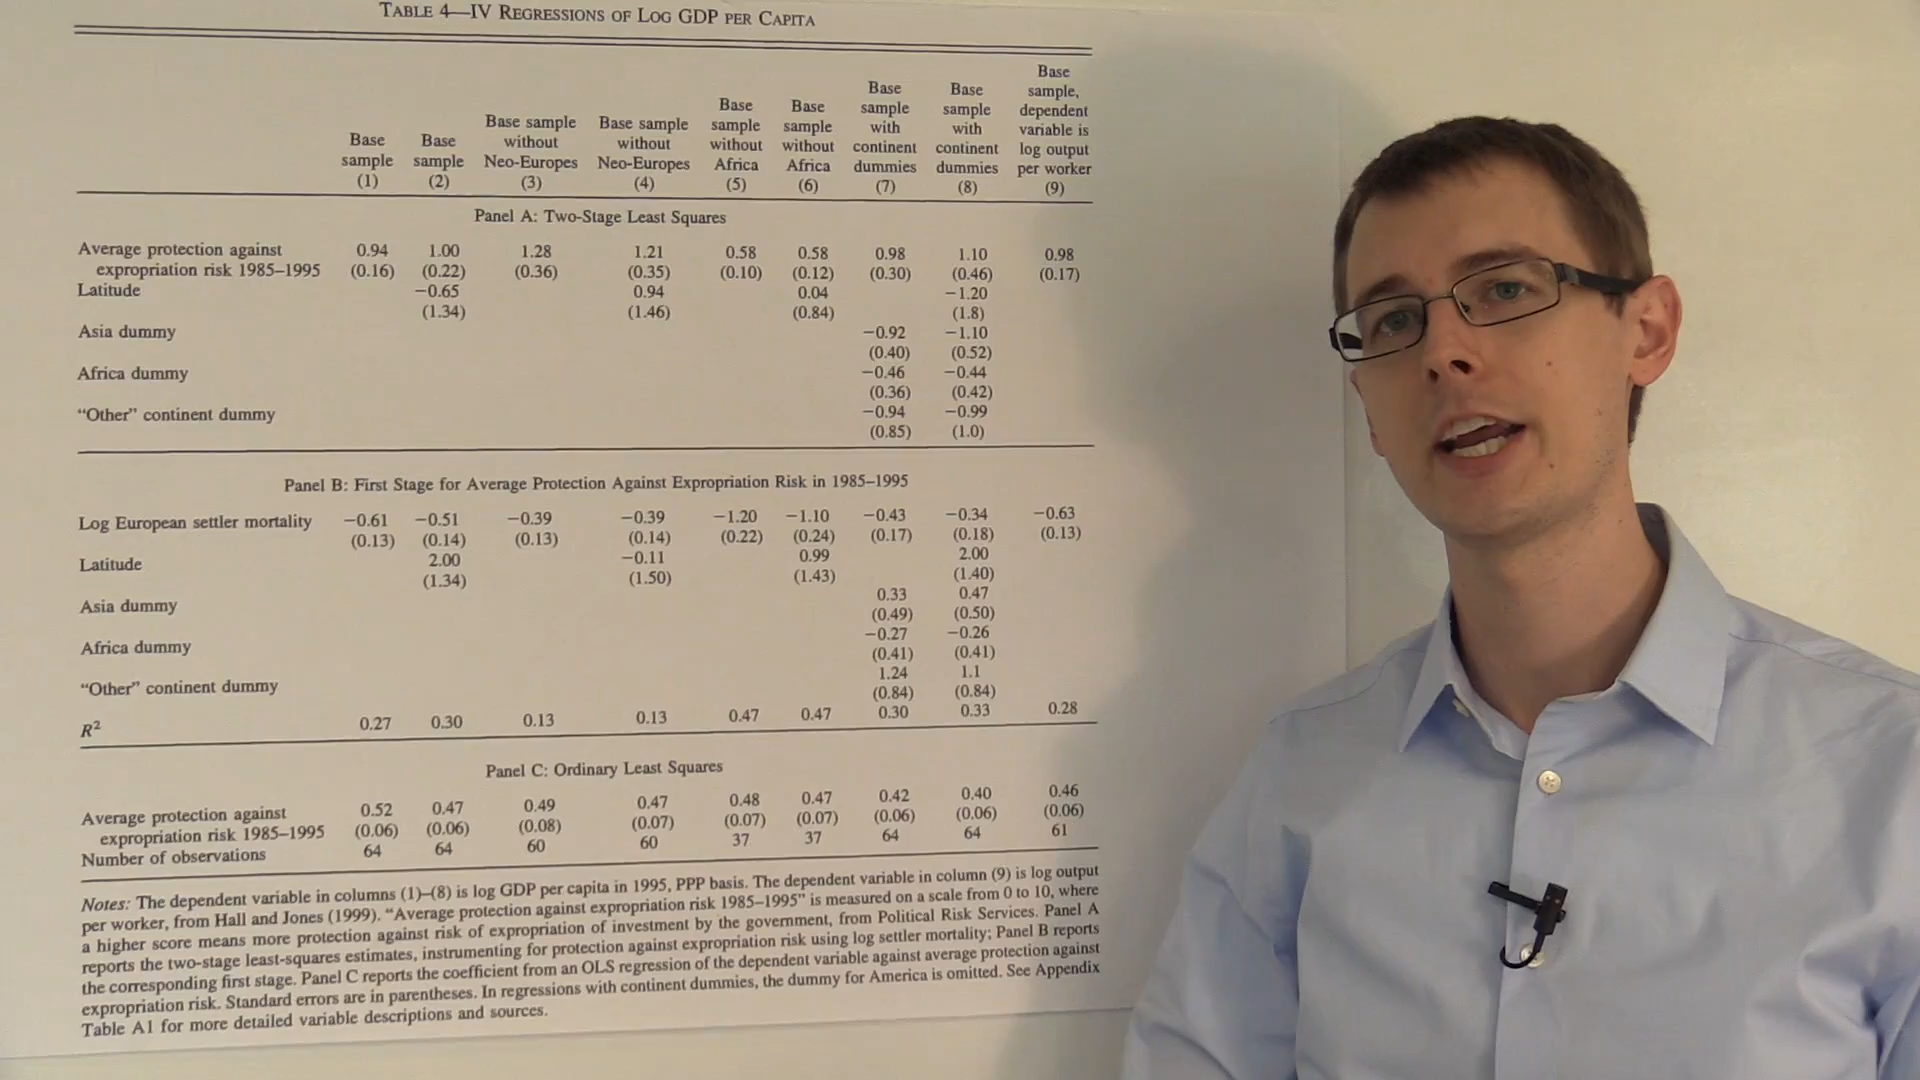 TABLE 4—IV REGRESSIONS OF LOG GDP PER CAPITA
Base sample (1) Base sample (2) Base sample without Neo-Europes (3) Base sample without Neo-Europes (4) Base sample without Africa (5) Base sample without Africa (6) Base sample with continent dummies (7) Base sample with continent dummies (8) Base sample, dependent variable is log output per worker (9)
Panel A: Two-Stage Least Squares
Average protection against 0.94 1.00 1.28 1.21 0.58 0.58 0.98 1.10 0.98
expropriation risk 1985–1995 (0.16) (0.22) (0.36) (0.35) (0.10) (0.12) (0.30) (0.46) (0.17)
Latitude −0.65 0.94 0.04 −1.20
(1.34) (1.46) (0.84) (1.8)
Asia dummy −0.92 −1.10
(0.40) (0.52)
Africa dummy −0.46 −0.44
(0.36) (0.42)
“Other” continent dummy −0.94 −0.99
(0.85) (1.0)
Panel B: First Stage for Average Protection Against Expropriation Risk in 1985–1995
Log European settler mortality −0.61 −0.51 −0.39 −0.39 −1.20 −1.10 −0.43 −0.34 −0.63
(0.13) (0.14) (0.13) (0.14) (0.22) (0.24) (0.17) (0.18) (0.13)
Latitude 2.00 −0.11 0.99 2.00
(1.34) (1.50) (1.43) (1.40)
Asia dummy 0.33 0.47
(0.49) (0.50)
Africa dummy −0.27 −0.26
(0.41) (0.41)
“Other” continent dummy 1.24 1.1
(0.84) (0.84)
R² 0.27 0.30 0.13 0.13 0.47 0.47 0.30 0.33 0.28
Panel C: Ordinary Least Squares
Average protection against 0.52 0.47 0.49 0.47 0.48 0.47 0.42 0.40 0.46
expropriation risk 1985–1995 (0.06) (0.06) (0.08) (0.07) (0.07) (0.07) (0.06) (0.06) (0.06)
Number of observations 64 64 60 60 37 37 64 64 61
Notes: The dependent variable in columns (1)–(8) is log GDP per capita in 1995, PPP basis. The dependent variable in column (9) is log output
per worker, from Hall and Jones (1999). “Average protection against expropriation risk 1985–1995” is measured on a scale from 0 to 10, where
a higher score means more protection against risk of expropriation of investment by the government, from Political Risk Services. Panel A
reports the two-stage least-squares estimates, instrumenting for protection against expropriation risk using log settler mortality; Panel B reports
the corresponding first stage. Panel C reports the coefficient from an OLS regression of the dependent variable against average protection against
expropriation risk. Standard errors are in parentheses. In regressions with continent dummies, the dummy for America is omitted. See Appendix
Table A1 for more detailed variable descriptions and sources.